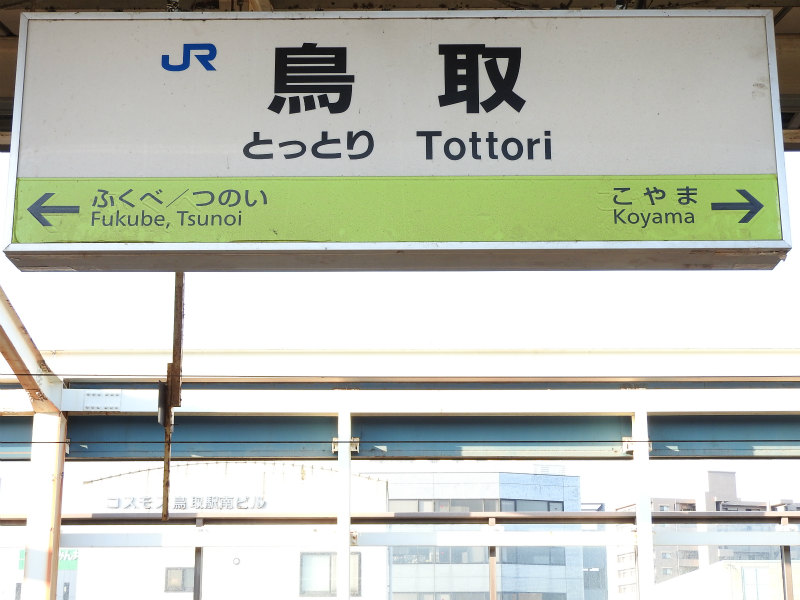 JR 鳥取
とっとり Tottori
← ふくべ／つのい
Fukube, Tsunoi
こやま →
Koyama
コスモス鳥取駅南ビル